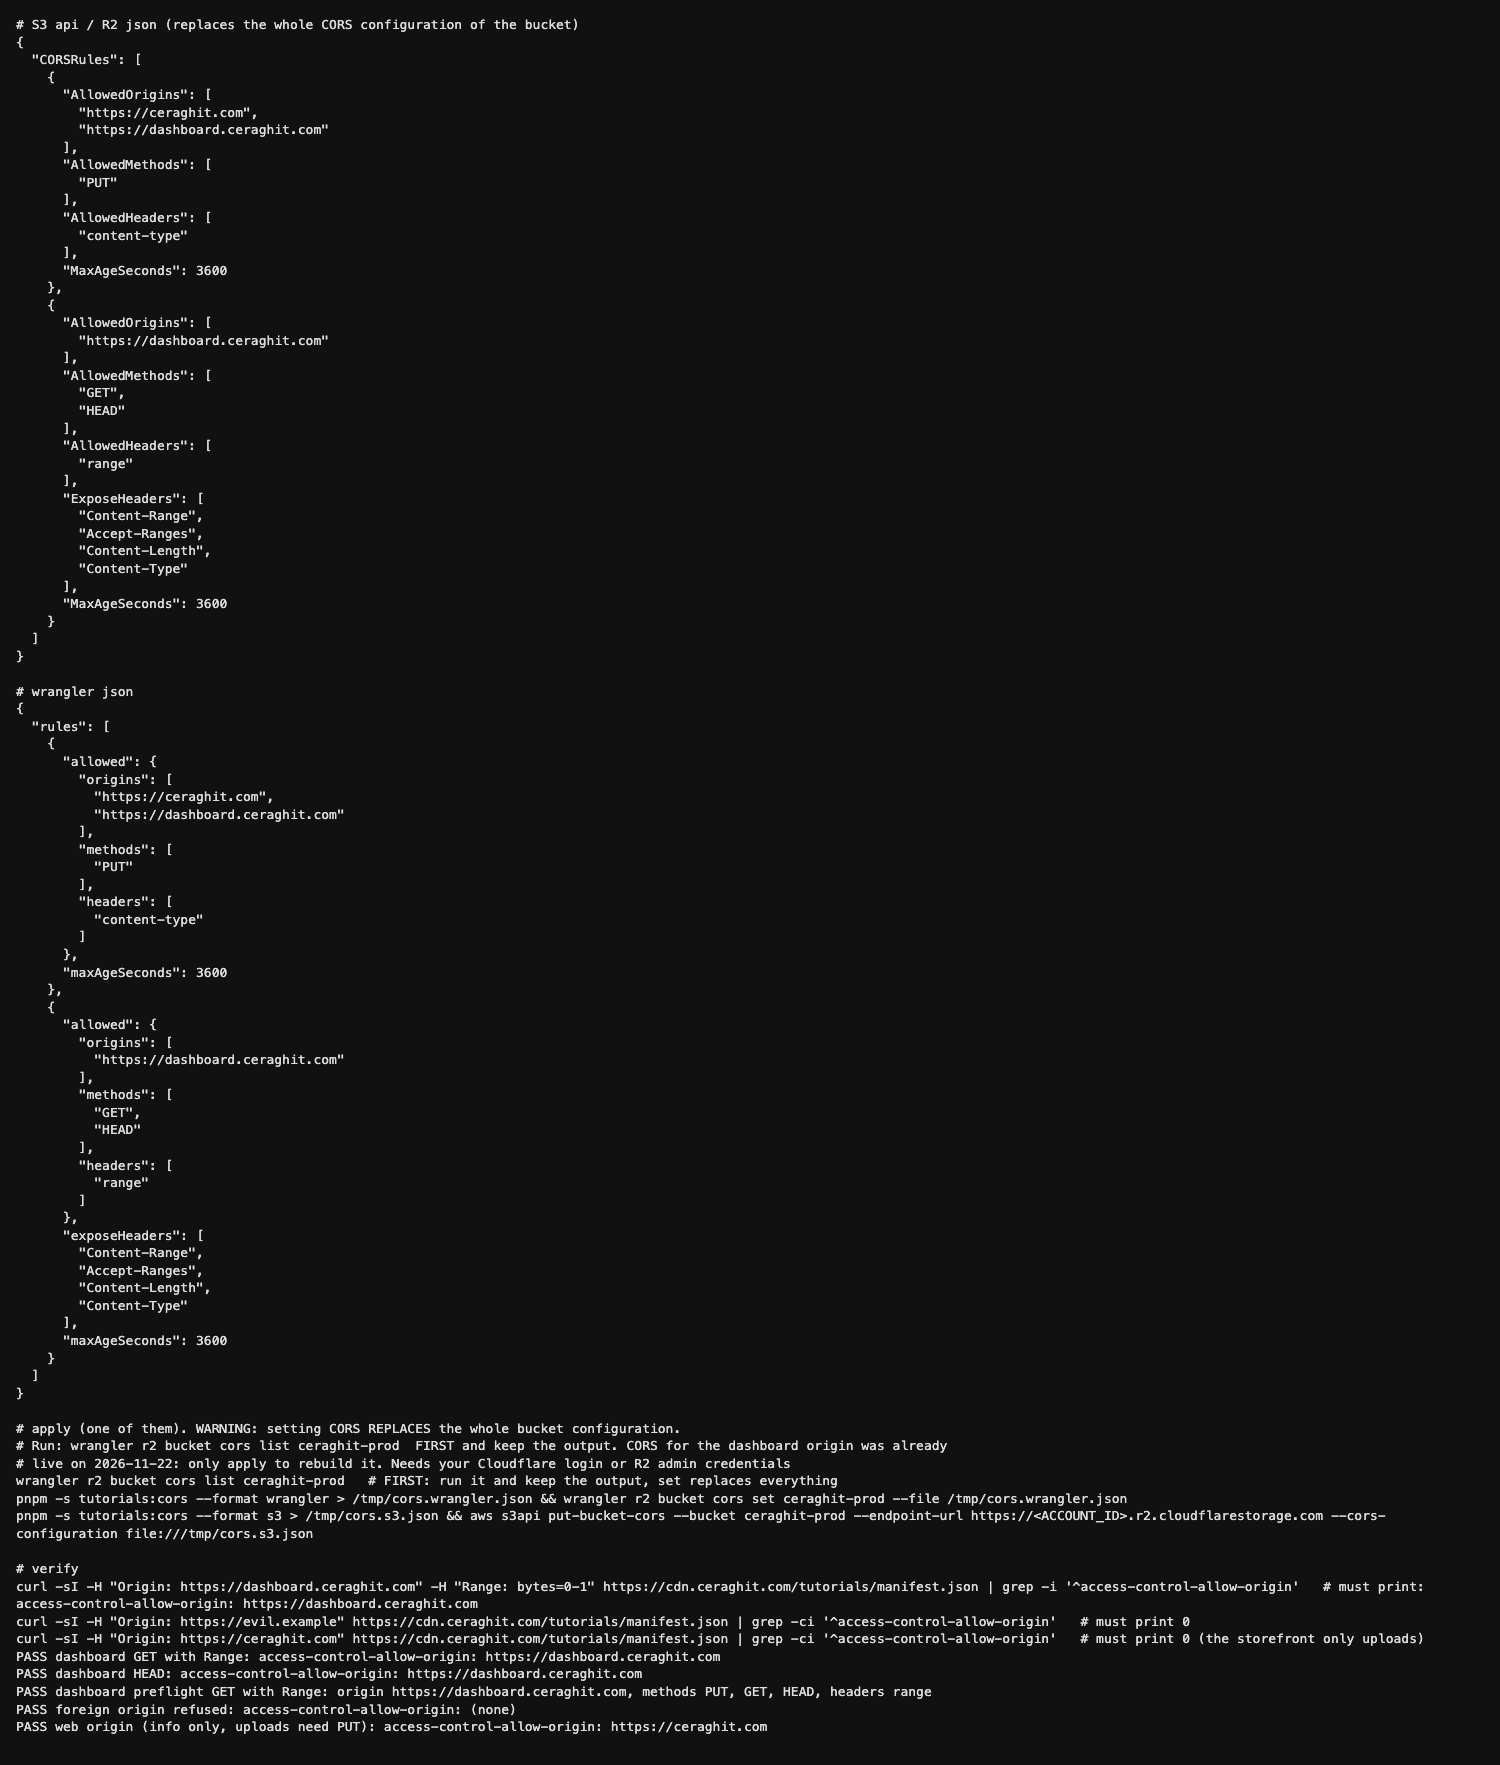 # S3 api / R2 json (replaces the whole CORS configuration of the bucket)
{
  "CORSRules": [
    {
      "AllowedOrigins": [
        "https://ceraghit.com",
        "https://dashboard.ceraghit.com"
      ],
      "AllowedMethods": [
        "PUT"
      ],
      "AllowedHeaders": [
        "content-type"
      ],
      "MaxAgeSeconds": 3600
    },
    {
      "AllowedOrigins": [
        "https://dashboard.ceraghit.com"
      ],
      "AllowedMethods": [
        "GET",
        "HEAD"
      ],
      "AllowedHeaders": [
        "range"
      ],
      "ExposeHeaders": [
        "Content-Range",
        "Accept-Ranges",
        "Content-Length",
        "Content-Type"
      ],
      "MaxAgeSeconds": 3600
    }
  ]
}

# wrangler json
{
  "rules": [
    {
      "allowed": {
        "origins": [
          "https://ceraghit.com",
          "https://dashboard.ceraghit.com"
        ],
        "methods": [
          "PUT"
        ],
        "headers": [
          "content-type"
        ]
      },
      "maxAgeSeconds": 3600
    },
    {
      "allowed": {
        "origins": [
          "https://dashboard.ceraghit.com"
        ],
        "methods": [
          "GET",
          "HEAD"
        ],
        "headers": [
          "range"
        ]
      },
      "exposeHeaders": [
        "Content-Range",
        "Accept-Ranges",
        "Content-Length",
        "Content-Type"
      ],
      "maxAgeSeconds": 3600
    }
  ]
}

# apply (one of them). WARNING: setting CORS REPLACES the whole bucket configuration.
# Run: wrangler r2 bucket cors list ceraghit-prod  FIRST and keep the output. CORS for the dashboard origin was already
# live on 2026-11-22: only apply to rebuild it. Needs your Cloudflare login or R2 admin credentials
wrangler r2 bucket cors list ceraghit-prod   # FIRST: run it and keep the output, set replaces everything
pnpm -s tutorials:cors --format wrangler > /tmp/cors.wrangler.json && wrangler r2 bucket cors set ceraghit-prod --file /tmp/cors.wrangler.json
pnpm -s tutorials:cors --format s3 > /tmp/cors.s3.json && aws s3api put-bucket-cors --bucket ceraghit-prod --endpoint-url https://<ACCOUNT_ID>.r2.cloudflarestorage.com --cors-
configuration file:///tmp/cors.s3.json

# verify
curl -sI -H "Origin: https://dashboard.ceraghit.com" -H "Range: bytes=0-1" https://cdn.ceraghit.com/tutorials/manifest.json | grep -i '^access-control-allow-origin'   # must print:
access-control-allow-origin: https://dashboard.ceraghit.com
curl -sI -H "Origin: https://evil.example" https://cdn.ceraghit.com/tutorials/manifest.json | grep -ci '^access-control-allow-origin'   # must print 0
curl -sI -H "Origin: https://ceraghit.com" https://cdn.ceraghit.com/tutorials/manifest.json | grep -ci '^access-control-allow-origin'   # must print 0 (the storefront only uploads)
PASS dashboard GET with Range: access-control-allow-origin: https://dashboard.ceraghit.com
PASS dashboard HEAD: access-control-allow-origin: https://dashboard.ceraghit.com
PASS dashboard preflight GET with Range: origin https://dashboard.ceraghit.com, methods PUT, GET, HEAD, headers range
PASS foreign origin refused: access-control-allow-origin: (none)
PASS web origin (info only, uploads need PUT): access-control-allow-origin: https://ceraghit.com